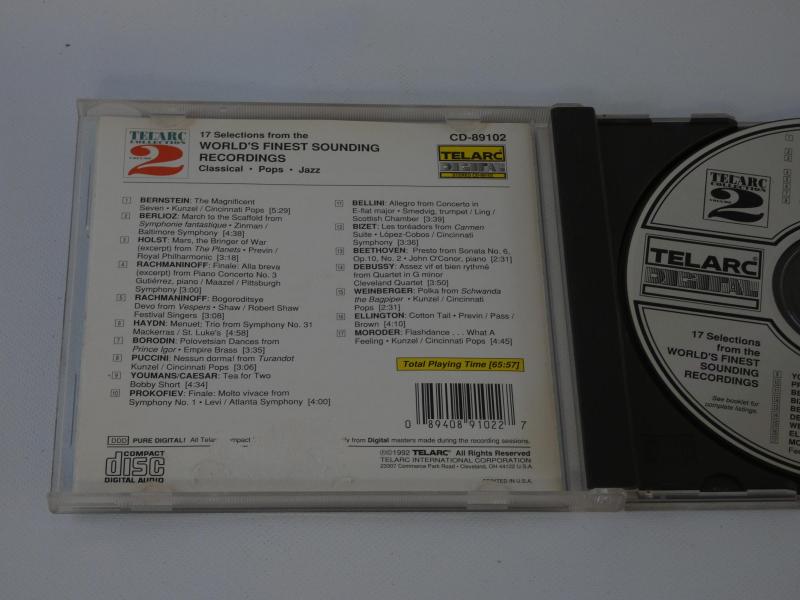 TELARC
COLLECTION
VOLUME
2
17 Selections from the
WORLD'S FINEST SOUNDING
RECORDINGS
Classical • Pops • Jazz
CD-89102
TELARC
DIGITAL
1 BERNSTEIN: The Magnificent
Seven • Kunzel / Cincinnati Pops [5:29]
2 BERLIOZ: March to the Scaffold from
Symphonie fantastique • Zinman /
Baltimore Symphony [4:38]
3 HOLST: Mars, the Bringer of War
(excerpt) from The Planets • Previn /
Royal Philharmonic [3:18]
4 RACHMANINOFF: Finale: Alla breva
(excerpt) from Piano Concerto No. 3
Gutiérrez, piano / Maazel / Pittsburgh
Symphony [3:00]
5 RACHMANINOFF: Bogoroditsye
Devo from Vespers • Shaw / Robert Shaw
Festival Singers [3:08]
6 HAYDN: Menuet; Trio from Symphony No. 31
Mackerras / St. Luke's [4:58]
7 BORODIN: Polovetsian Dances from
Prince Igor • Empire Brass [3:35]
8 PUCCINI: Nessun dorma! from Turandot
Kunzel / Cincinnati Pops [3:06]
9 YOUMANS/CAESAR: Tea for Two
Bobby Short [4:34]
10 PROKOFIEV: Finale: Molto vivace from
Symphony No. 1 • Levi / Atlanta Symphony [4:00]
11 BELLINI: Allegro from Concerto in
E-flat major • Smedvig, trumpet / Ling /
Scottish Chamber [3:39]
12 BIZET: Les toréadors from Carmen
Suite • López-Cobos / Cincinnati
Symphony [3:36]
13 BEETHOVEN: Presto from Sonata No. 6,
Op.10, No. 2 • John O'Conor, piano [2:31]
14 DEBUSSY: Assez vif et bien rythmé
from Quartet in G minor
Cleveland Quartet [3:50]
15 WEINBERGER: Polka from Schwanda
the Bagpiper • Kunzel / Cincinnati
Pops [2:31]
16 ELLINGTON: Cotton Tail • Previn / Pass /
Brown [4:10]
17 MORODER: Flashdance . . . What A
Feeling • Kunzel / Cincinnati Pops [4:45]
Total Playing Time [65:57]
0 89408 91022 7
DDD PURE DIGITAL! All Telarc Compact from Digital masters made during the recording sessions.
COMPACT
disc
DIGITAL AUDIO
℗©1992 TELARC® All Rights Reserved
TELARC INTERNATIONAL CORPORATION
23307 Commerce Park Road • Cleveland, OH 44122 U.S.A.
PRINTED IN U.S.A.
TELARC
COLLECTION
VOLUME
2
TELARC®
DIGITAL
17 Selections
from the
WORLD'S FINEST
SOUNDING
RECORDINGS
See booklet for
complete listings.